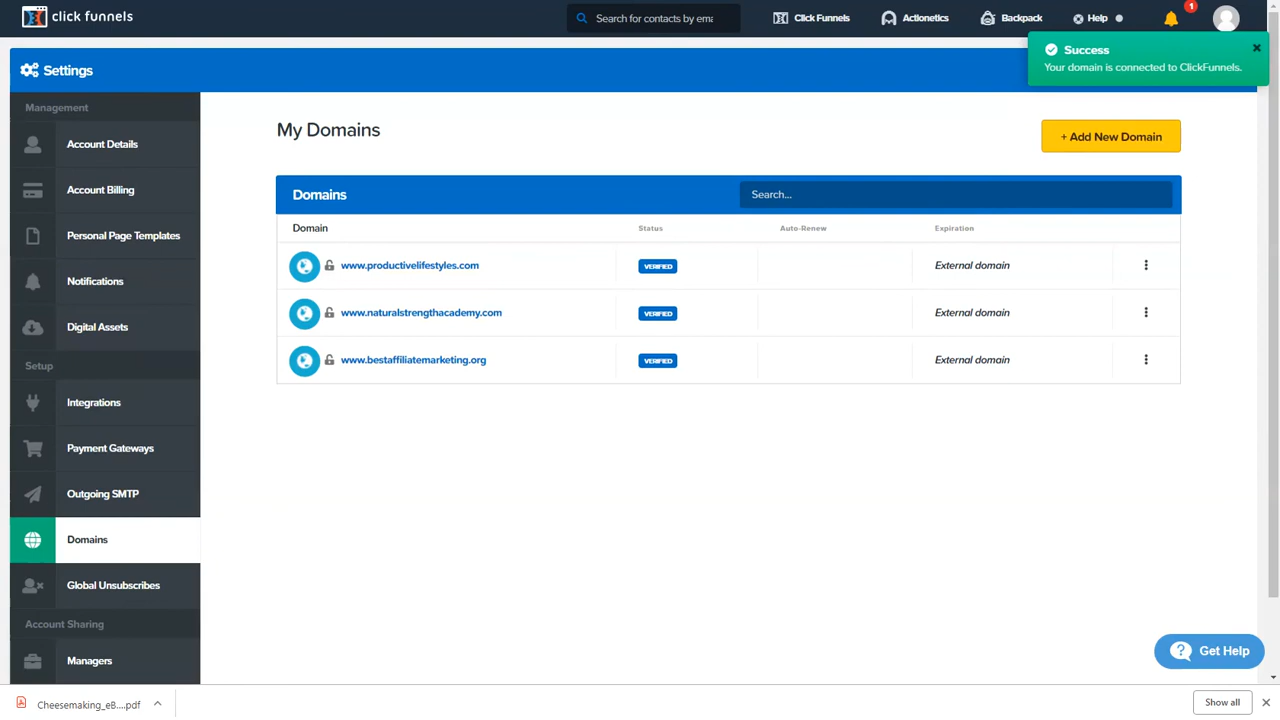 click funnels
Search for contacts by ema
Click Funnels
Actionetics
Backpack
Help
1
Success
Your domain is connected to ClickFunnels.
Settings
Management
Account Details
Account Billing
Personal Page Templates
Notifications
Digital Assets
Setup
Integrations
Payment Gateways
Outgoing SMTP
Domains
Global Unsubscribes
Account Sharing
Managers
My Domains
+ Add New Domain
Domains
Search...
Domain Status Auto-Renew Expiration
www.productivelifestyles.com VERIFIED External domain
www.naturalstrengthacademy.com VERIFIED External domain
www.bestaffiliatemarketing.org VERIFIED External domain
Get Help
Cheesemaking_eB....pdf
Show all